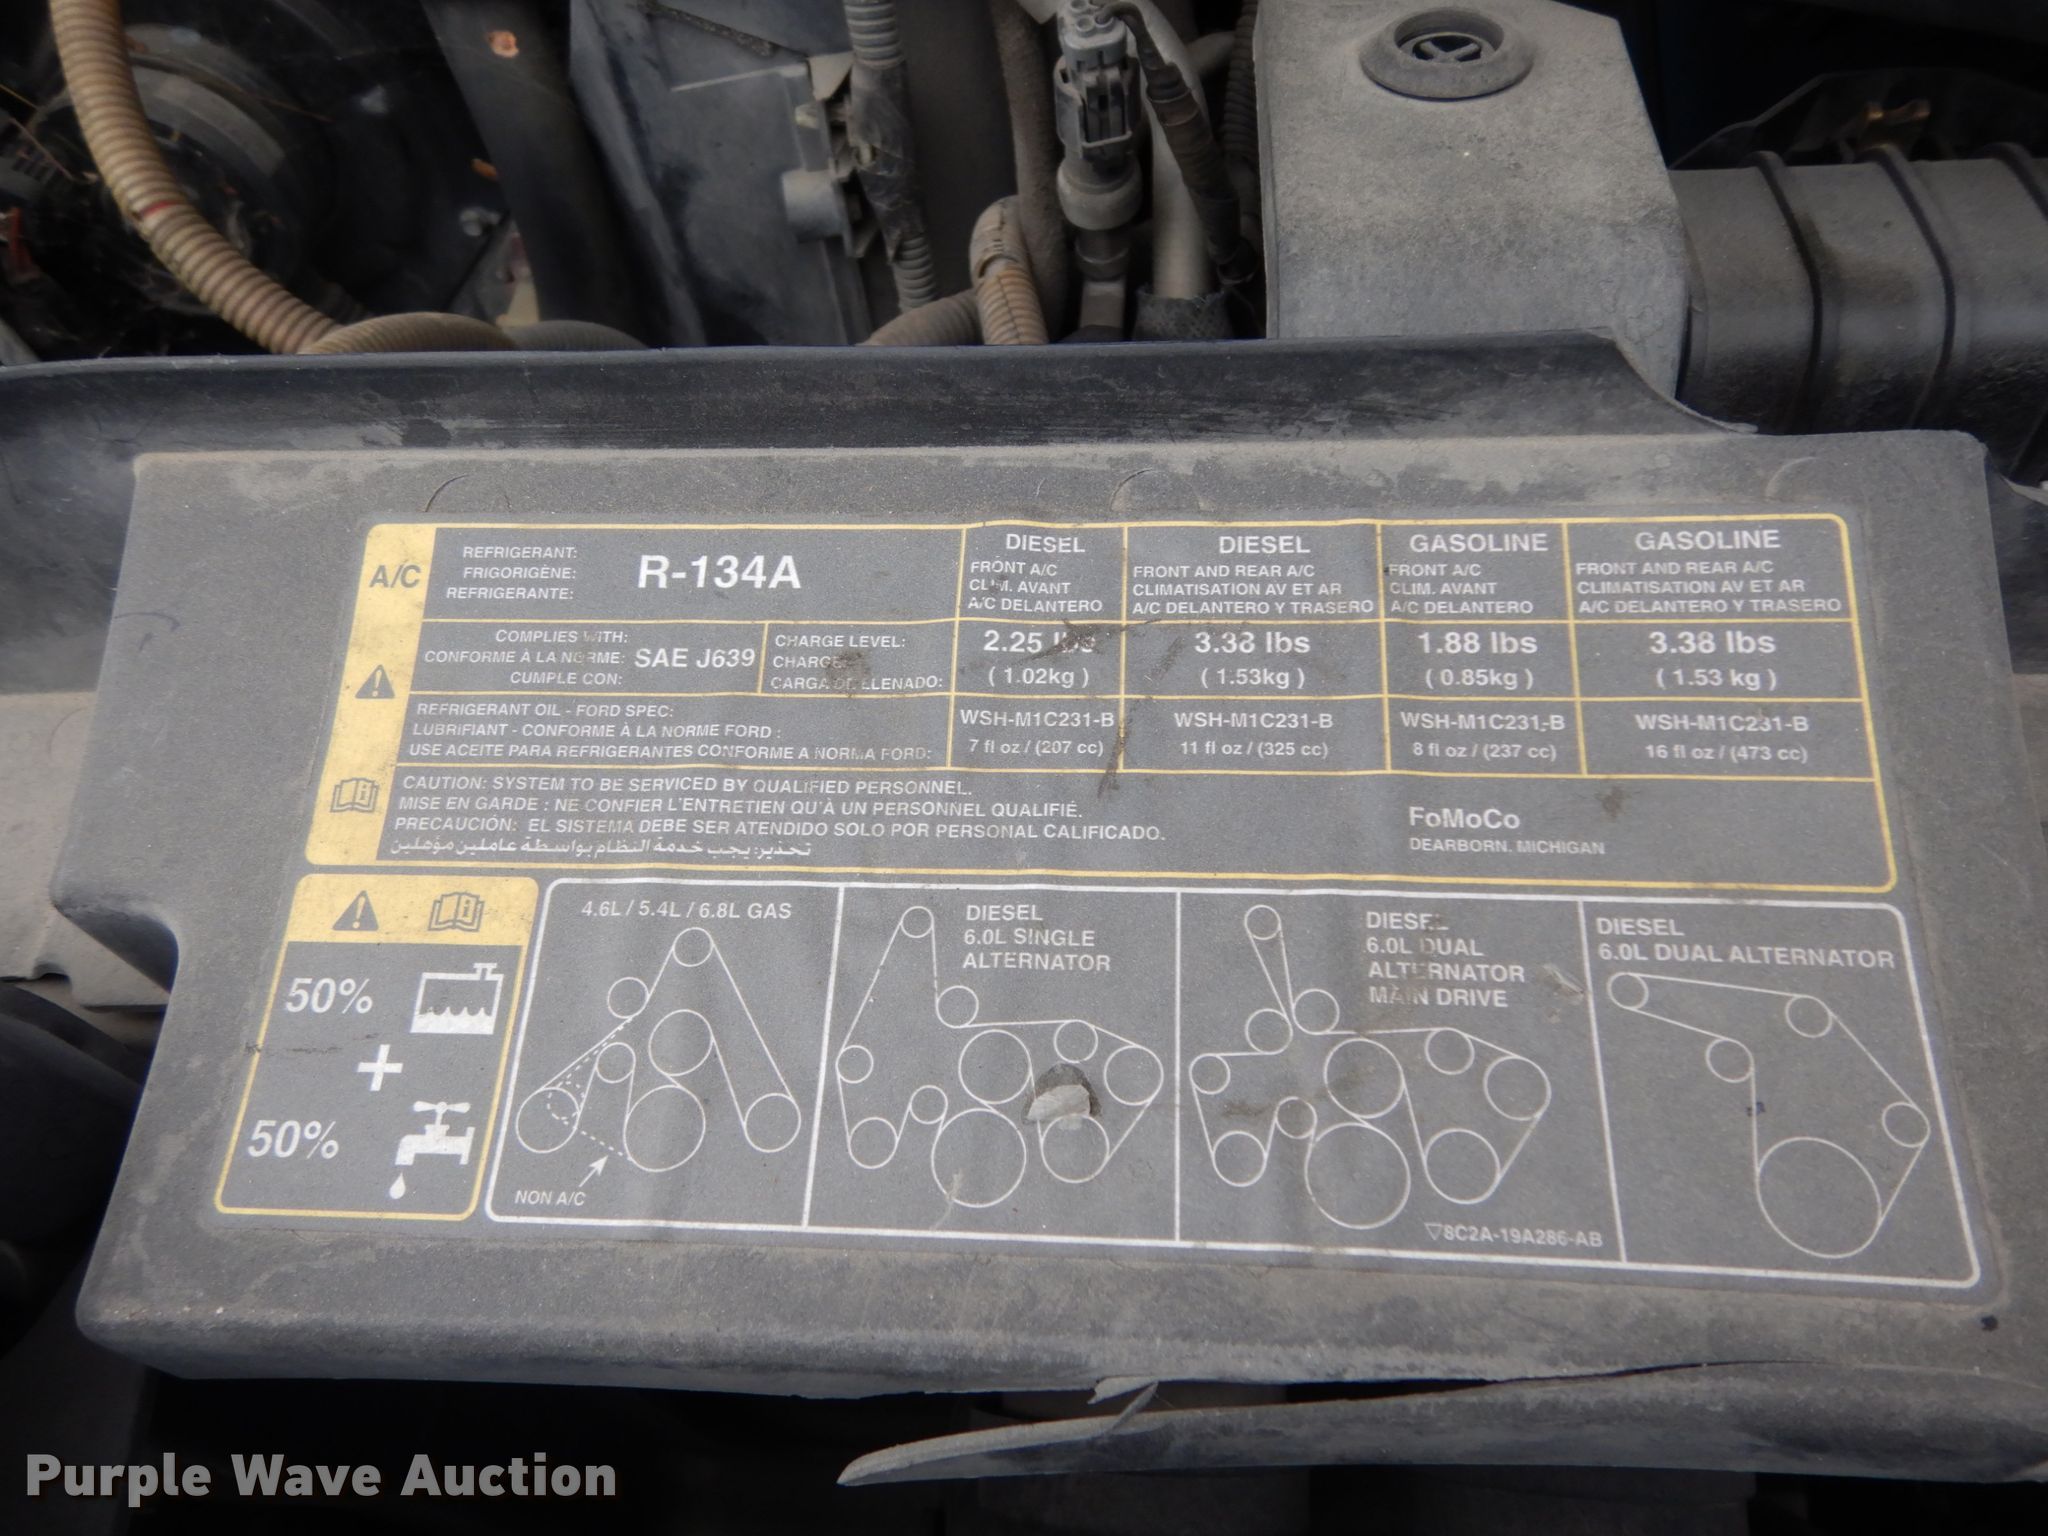 A/C
REFRIGERANT:
FRIGORIGÈNE:
REFRIGERANTE:
R-134A
DIESEL
FRONT A/C
CLIM. AVANT
A/C DELANTERO
DIESEL
FRONT AND REAR A/C
CLIMATISATION AV ET AR
A/C DELANTERO Y TRASERO
GASOLINE
FRONT A/C
CLIM. AVANT
A/C DELANTERO
GASOLINE
FRONT AND REAR A/C
CLIMATISATION AV ET AR
A/C DELANTERO Y TRASERO
COMPLIES WITH:
CONFORME À LA NORME:
CUMPLE CON:
SAE J639
CHARGE LEVEL:
CHARGE:
CARGA DE LLENADO:
2.25 lbs
(1.02kg)
3.38 lbs
(1.53kg)
1.88 lbs
(0.85kg)
3.38 lbs
(1.53 kg)
REFRIGERANT OIL - FORD SPEC:
LUBRIFIANT - CONFORME À LA NORME FORD :
USE ACEITE PARA REFRIGERANTES CONFORME A NORMA FORD:
WSH-M1C231-B
7 fl oz / (207 cc)
WSH-M1C231-B
11 fl oz / (325 cc)
WSH-M1C231-B
8 fl oz / (237 cc)
WSH-M1C231-B
16 fl oz / (473 cc)
CAUTION: SYSTEM TO BE SERVICED BY QUALIFIED PERSONNEL.
MISE EN GARDE : NE CONFIER L'ENTRETIEN QU'À UN PERSONNEL QUALIFIÉ.
PRECAUCIÓN: EL SISTEMA DEBE SER ATENDIDO SOLO POR PERSONAL CALIFICADO.
تحذير: يجب خدمة النظام بواسطة عاملين مؤهلين
FoMoCo
DEARBORN, MICHIGAN
50%
+
50%
4.6L / 5.4L / 6.8L GAS
NON A/C
DIESEL
6.0L SINGLE
ALTERNATOR
DIESEL
6.0L DUAL
ALTERNATOR
MAIN DRIVE
8C2A-19A286-AB
DIESEL
6.0L DUAL ALTERNATOR
Purple Wave Auction